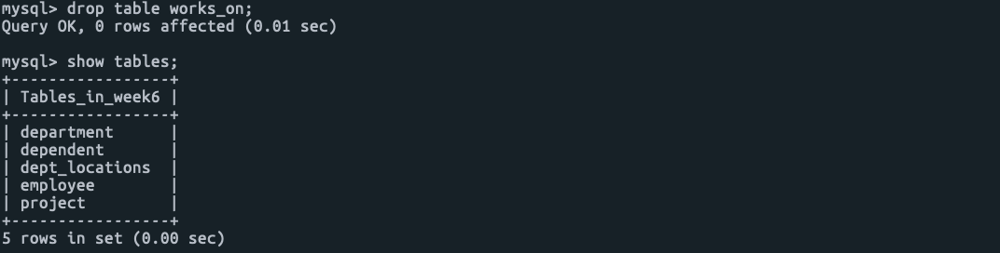 mysql> drop table works_on;
Query OK, 0 rows affected (0.01 sec)

mysql> show tables;
+-----------------+
| Tables_in_week6 |
+-----------------+
| department      |
| dependent       |
| dept_locations  |
| employee        |
| project         |
+-----------------+
5 rows in set (0.00 sec)